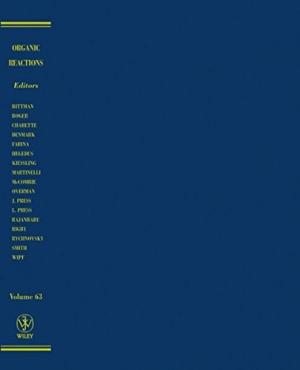 ORGANIC
REACTIONS
Editors
BITTMAN
BOGER
CHARETTE
DENMARK
FARINA
HEGEDUS
KIESSLING
MARTINELLI
McCOMBIE
OVERMAN
J. PRESS
L. PRESS
RAJANBABU
RIGBY
RYCHNOVSKY
SMITH
WIPF
Volume 63
WILEY